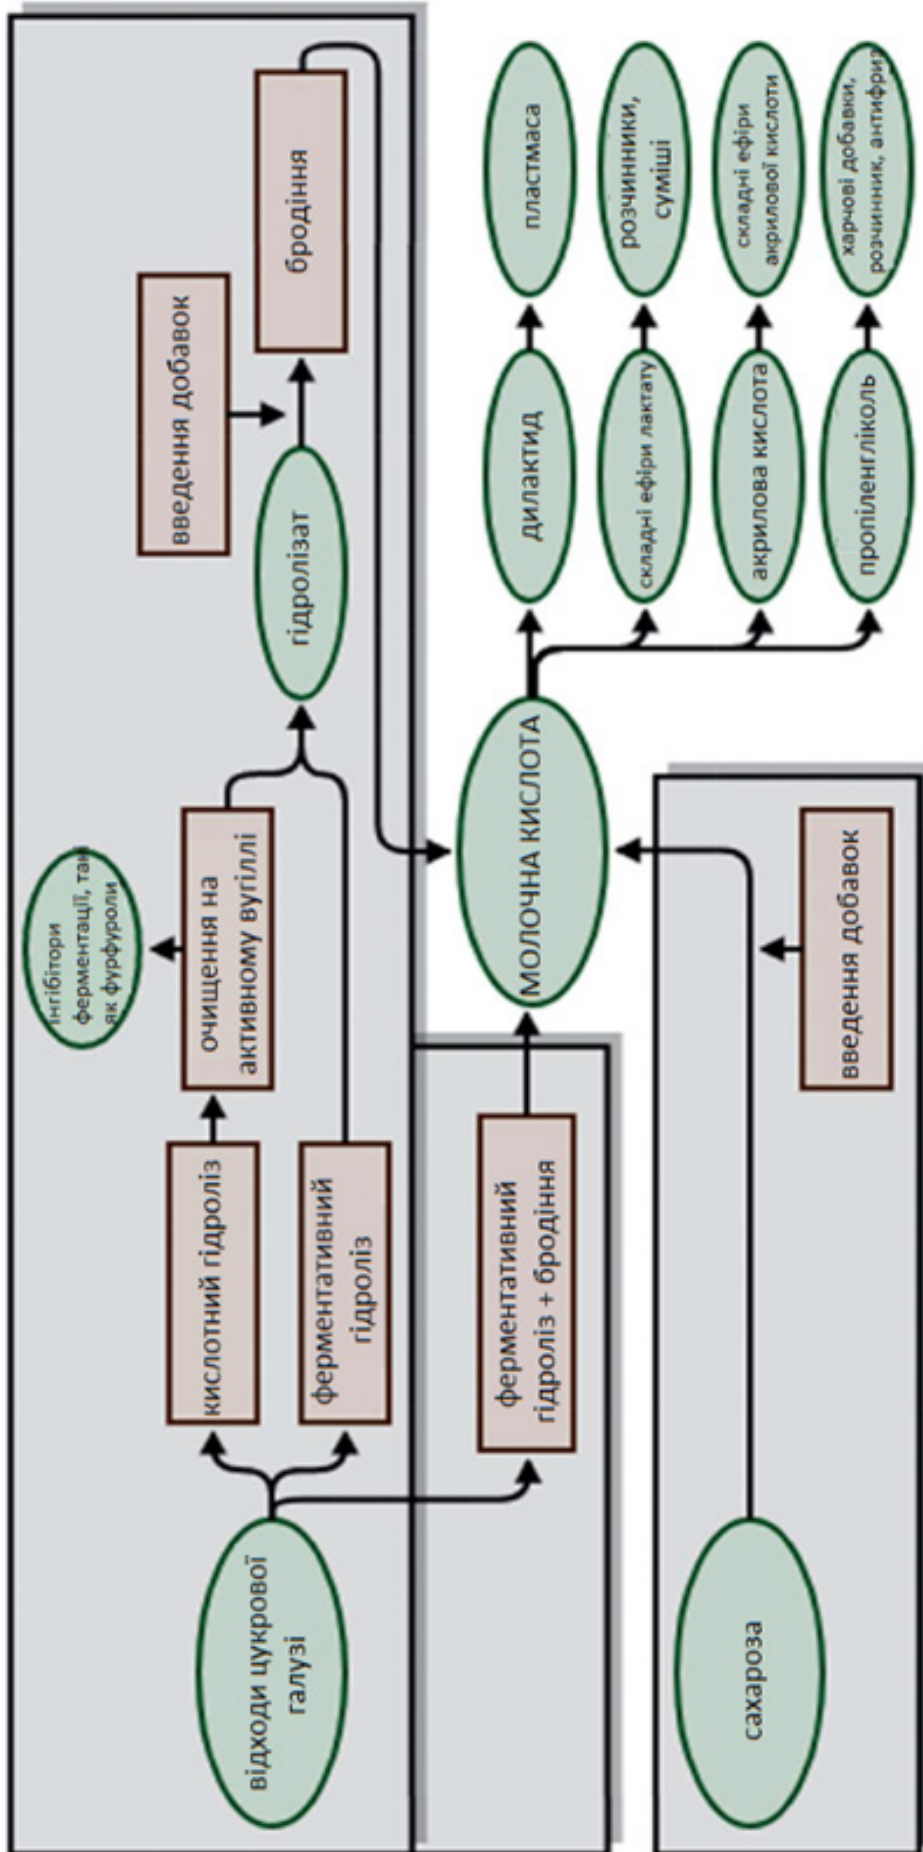 відходи цукрової
галузі
кислотний гідроліз
ферментативний
гідроліз
ферментативний
гідроліз + бродіння
інгібітори
ферментації, такі
як фурфуроли
очищення на
активному вугіллі
гідролізат
введення добавок
бродіння
МОЛОЧНА КИСЛОТА
дилактид
пластмаса
складні ефіри лактату
розчинники,
суміші
акрилова кислота
складні ефіри
акрилової кислоти
пропіленгліколь
харчові добавки,
розчинник, антифриз
сахароза
введення добавок